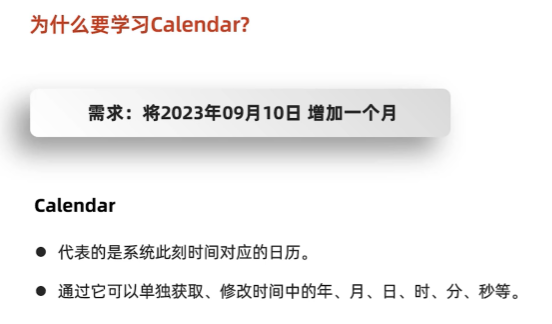 为什么要学习Calendar?
需求：将2023年09月10日 增加一个月
Calendar
● 代表的是系统此刻时间对应的日历。
● 通过它可以单独获取、修改时间中的年、月、日、时、分、秒等。